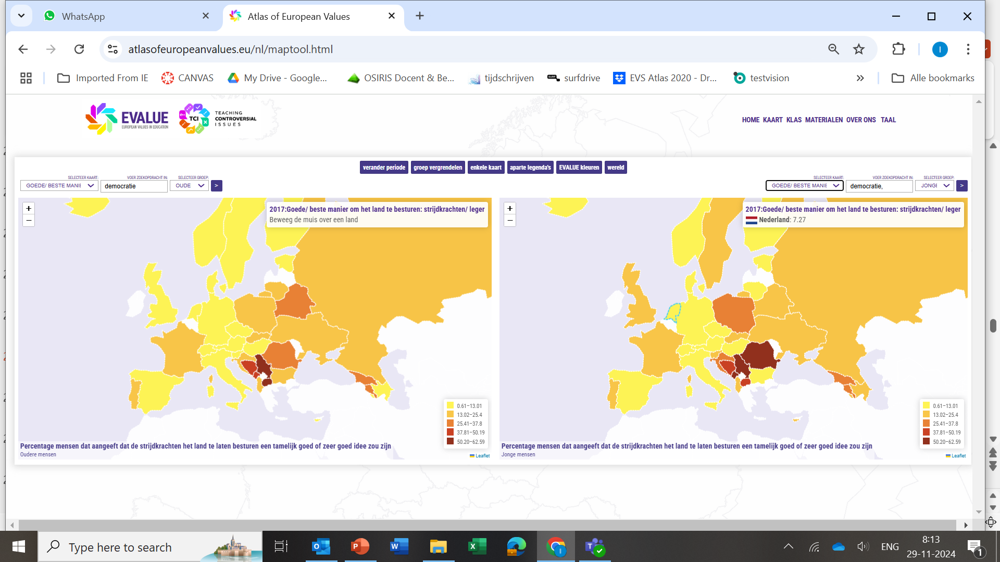 WhatsApp
Atlas of European Values
atlasofeuropeanvalues.eu/nl/maptool.html
I
Imported From IE
CANVAS
My Drive - Google...
OSIRIS Docent & Be...
tijdschrijven
surfdrive
EVS Atlas 2020 - Dr...
testvision
Alle bookmarks
EVALUE
EUROPEAN VALUES IN EDUCATION
TCI
TEACHING
CONTROVERSIAL
ISSUES
HOME KAART KLAS MATERIALEN OVER ONS TAAL
verander periode groep vergrendelen enkele kaart aparte legenda's EVALUE kleuren wereld
SELECTEER KAART: VOER ZOEKOPDRACHT IN: SELECTEER GROEP:
GOEDE/ BESTE MANIE democratie OUDE >
SELECTEER KAART: VOER ZOEKOPDRACHT IN: SELECTEER GROEP:
GOEDE/ BESTE MANIE democratie, JONGE >
+
−
2017:Goede/ beste manier om het land te besturen: strijdkrachten/ leger
Beweeg de muis over een land
0.61–13.01
13.02–25.4
25.41–37.8
37.81–50.19
50.20–62.59
Percentage mensen dat aangeeft dat de strijdkrachten het land te laten besturen een tamelijk goed of zeer goed idee zou zijn
Oudere mensen
Leaflet
+
−
2017:Goede/ beste manier om het land te besturen: strijdkrachten/ leger
Nederland: 7.27
0.61–13.01
13.02–25.4
25.41–37.8
37.81–50.19
50.20–62.59
Percentage mensen dat aangeeft dat de strijdkrachten het land te laten besturen een tamelijk goed of zeer goed idee zou zijn
Jonge mensen
Leaflet
Type here to search
ENG
8:13
29-11-2024
1